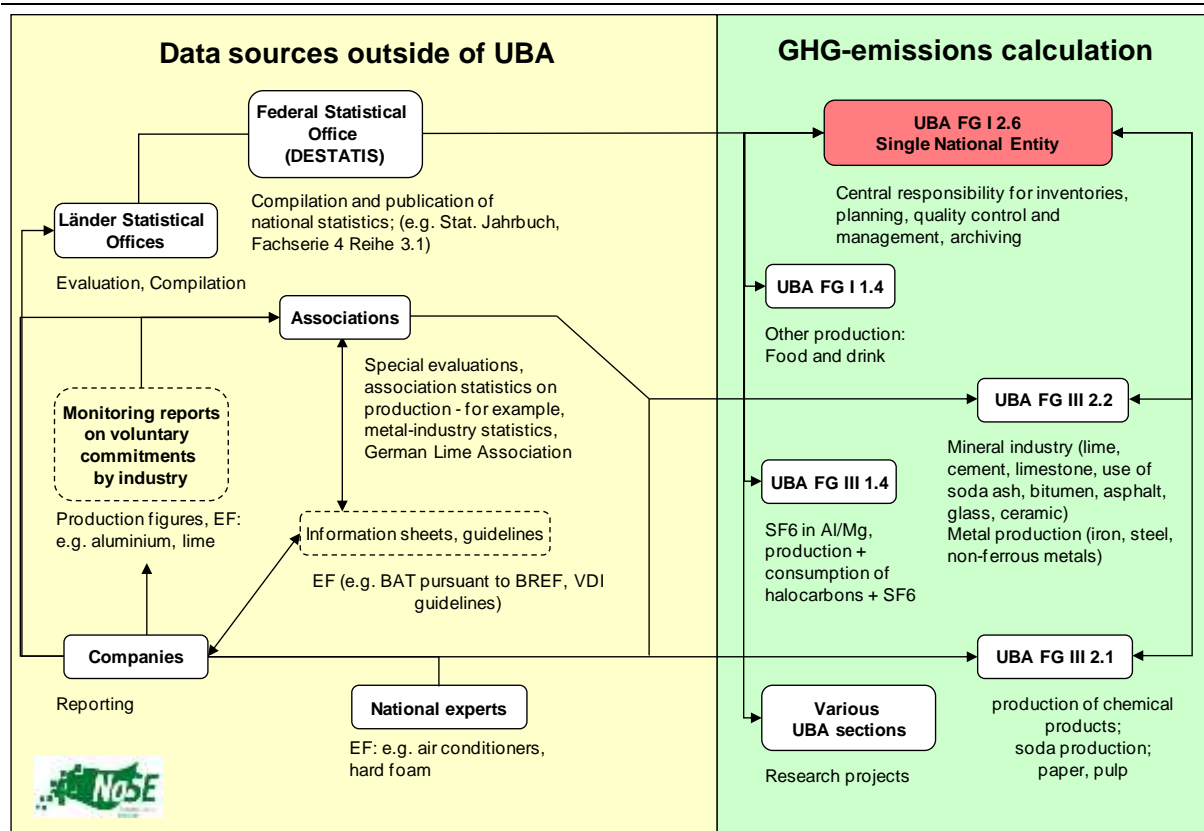 Data sources outside of UBA
Federal Statistical
Office
(DESTATIS)
Compilation and publication of
national statistics; (e.g. Stat. Jahrbuch,
Fachserie 4 Reihe 3.1)
Länder Statistical
Offices
Evaluation, Compilation
Associations
Special evaluations,
association statistics on
production - for example,
metal-industry statistics,
German Lime Association
Monitoring reports
on voluntary
commitments
by industry
Production figures, EF:
e.g. aluminium, lime
Information sheets, guidelines
EF (e.g. BAT pursuant to BREF, VDI
guidelines)
Companies
Reporting
National experts
EF: e.g. air conditioners,
hard foam
NaSE
GHG-emissions calculation
UBA FG I 2.6
Single National Entity
Central responsibility for inventories,
planning, quality control and
management, archiving
UBA FG I 1.4
Other production:
Food and drink
UBA FG III 2.2
Mineral industry (lime,
cement, limestone, use of
soda ash, bitumen, asphalt,
glass, ceramic)
Metal production (iron, steel,
non-ferrous metals)
UBA FG III 1.4
SF6 in Al/Mg,
production +
consumption of
halocarbons + SF6
UBA FG III 2.1
production of chemical
products;
soda production;
paper, pulp
Various
UBA sections
Research projects